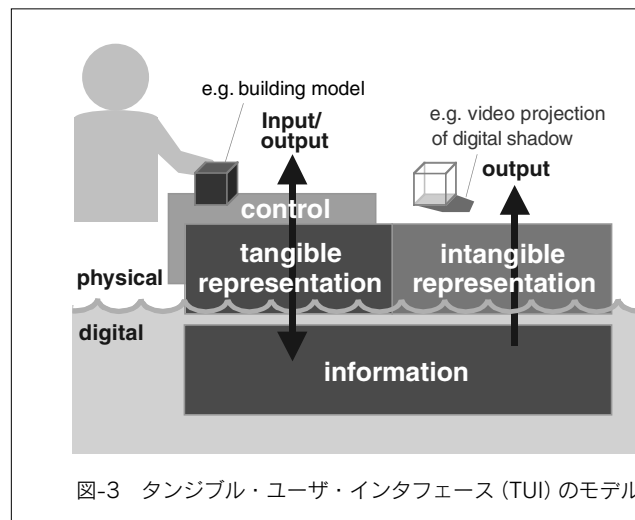 e.g. building model
Input/
output
e.g. video projection
of digital shadow
output
control
tangible
representation
intangible
representation
physical
digital
information
図-3 タンジブル・ユーザ・インタフェース（TUI）のモデル